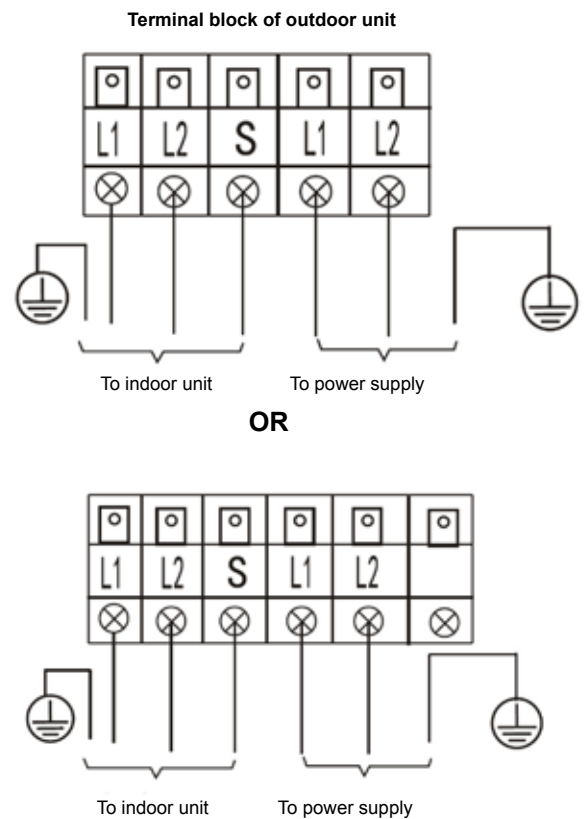 Terminal block of outdoor unit
L1 L2 S L1 L2
To indoor unit To power supply
OR
L1 L2 S L1 L2
To indoor unit To power supply